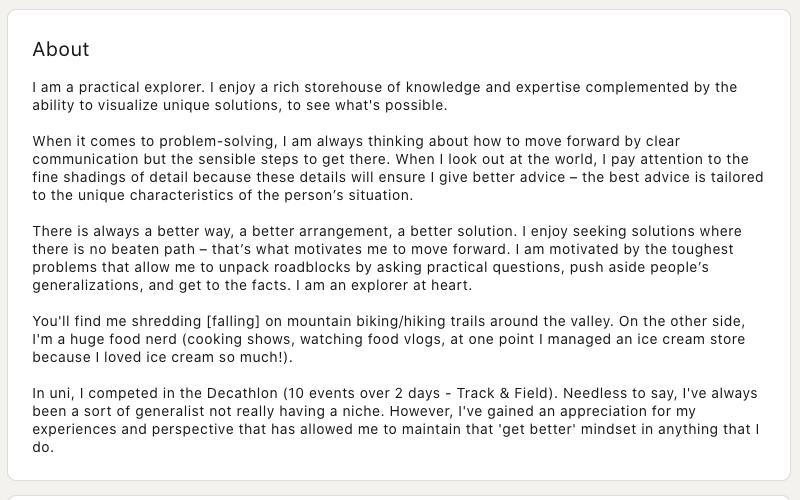 About
I am a practical explorer. I enjoy a rich storehouse of knowledge and expertise complemented by the
ability to visualize unique solutions, to see what's possible.
When it comes to problem-solving, I am always thinking about how to move forward by clear
communication but the sensible steps to get there. When I look out at the world, I pay attention to the
fine shadings of detail because these details will ensure I give better advice – the best advice is tailored
to the unique characteristics of the person’s situation.
There is always a better way, a better arrangement, a better solution. I enjoy seeking solutions where
there is no beaten path – that’s what motivates me to move forward. I am motivated by the toughest
problems that allow me to unpack roadblocks by asking practical questions, push aside people’s
generalizations, and get to the facts. I am an explorer at heart.
You'll find me shredding [falling] on mountain biking/hiking trails around the valley. On the other side,
I'm a huge food nerd (cooking shows, watching food vlogs, at one point I managed an ice cream store
because I loved ice cream so much!).
In uni, I competed in the Decathlon (10 events over 2 days - Track & Field). Needless to say, I've always
been a sort of generalist not really having a niche. However, I've gained an appreciation for my
experiences and perspective that has allowed me to maintain that 'get better' mindset in anything that I
do.